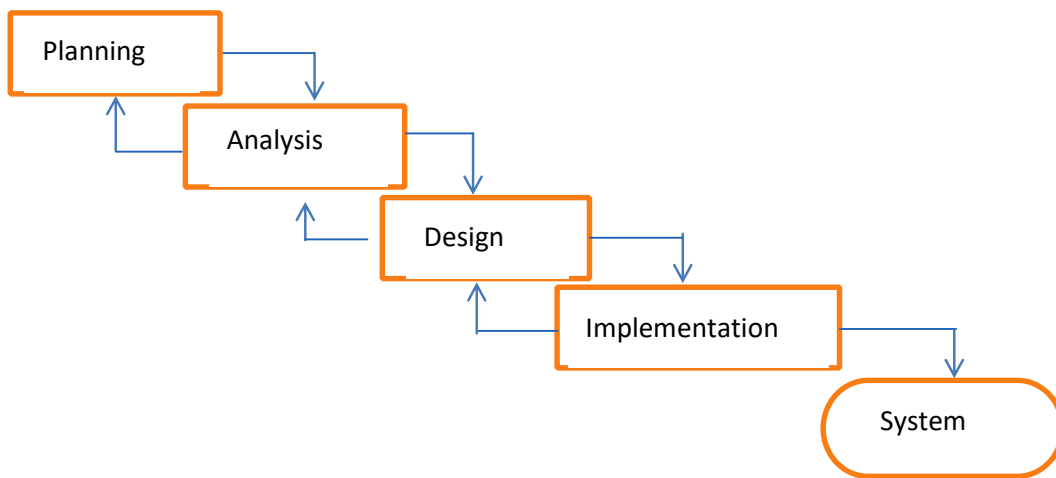 Planning
Analysis
Design
Implementation
System